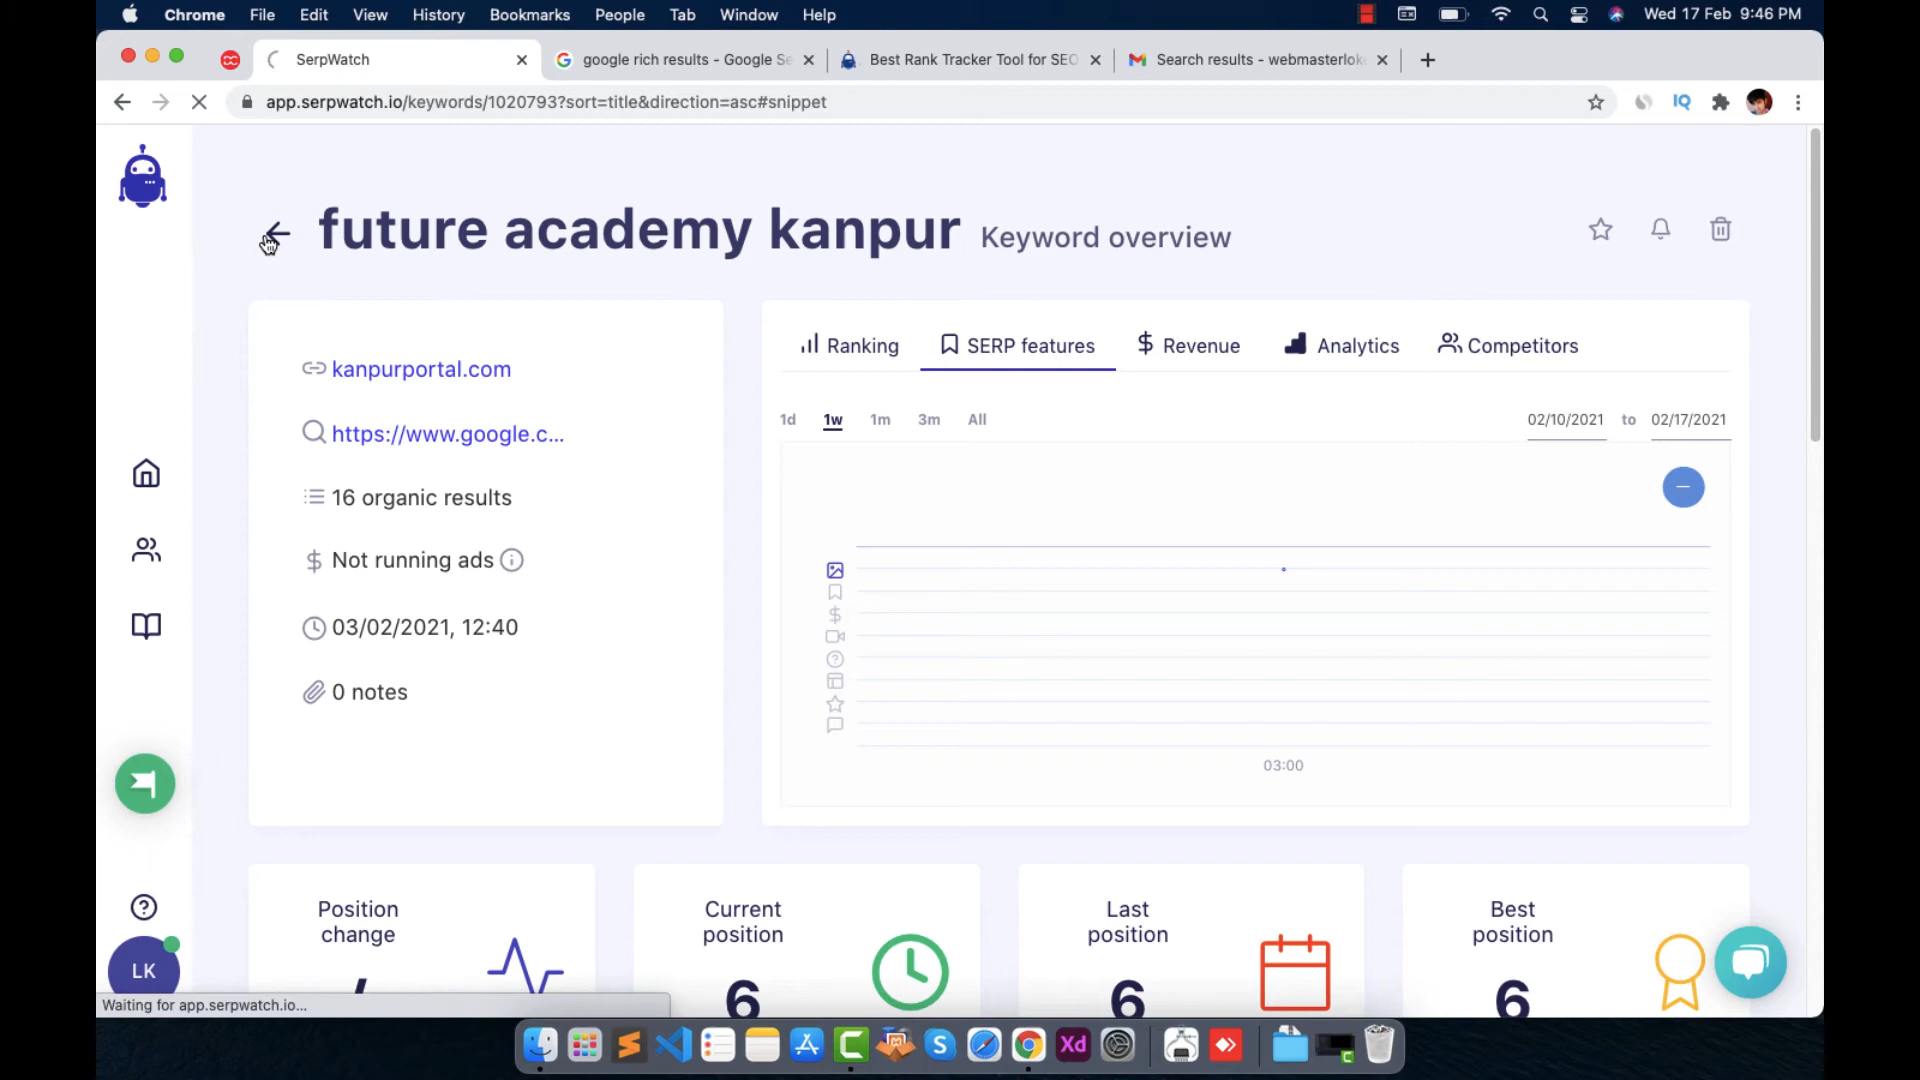 Chrome File Edit View History Bookmarks People Tab Window Help Wed 17 Feb 9:46 PM
SerpWatch google rich results - Google Se Best Rank Tracker Tool for SEO Search results - webmasterlok
app.serpwatch.io/keywords/1020793?sort=title&direction=asc#snippet
future academy kanpur Keyword overview
kanpurportal.com
https://www.google.c...
16 organic results
Not running ads
03/02/2021, 12:40
0 notes
Ranking SERP features Revenue Analytics Competitors
1d 1w 1m 3m All 02/10/2021 to 02/17/2021
03:00
Position change
Current position
6
Last position
6
Best position
6
LK
Waiting for app.serpwatch.io...